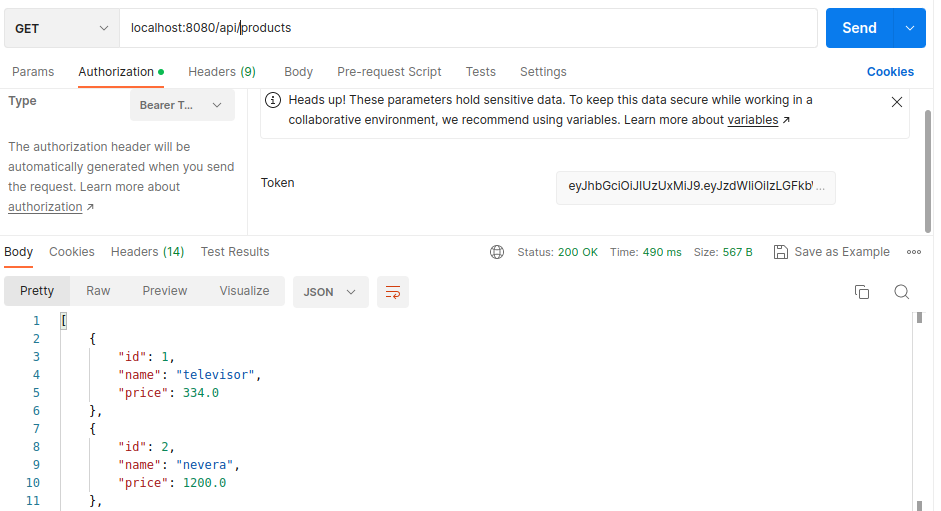 GET
localhost:8080/api/products
Send
Params Authorization Headers (9) Body Pre-request Script Tests Settings Cookies
Type Bearer T...
Heads up! These parameters hold sensitive data. To keep this data secure while working in a
collaborative environment, we recommend using variables. Learn more about variables ↗
The authorization header will be
automatically generated when you send
the request. Learn more about
authorization ↗
Token
eyJhbGciOiJIUzUxMiJ9.eyJzdWIiOiIzLGFkb' ...
Body Cookies Headers (14) Test Results Status: 200 OK Time: 490 ms Size: 567 B Save as Example
Pretty Raw Preview Visualize JSON
1 [
2 {
3 "id": 1,
4 "name": "televisor",
5 "price": 334.0
6 },
7 {
8 "id": 2,
9 "name": "nevera",
10 "price": 1200.0
11 },